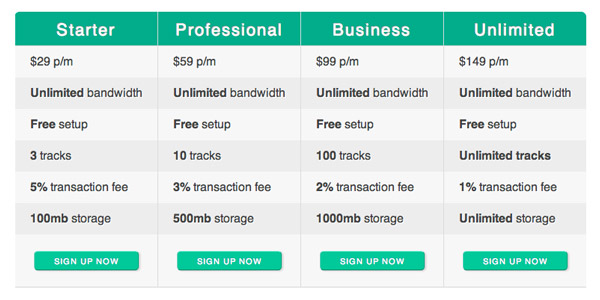 Starter Professional Business Unlimited
$29 p/m $59 p/m $99 p/m $149 p/m
Unlimited bandwidth Unlimited bandwidth Unlimited bandwidth Unlimited bandwidth
Free setup Free setup Free setup Free setup
3 tracks 10 tracks 100 tracks Unlimited tracks
5% transaction fee 3% transaction fee 2% transaction fee 1% transaction fee
100mb storage 500mb storage 1000mb storage Unlimited storage
SIGN UP NOW SIGN UP NOW SIGN UP NOW SIGN UP NOW